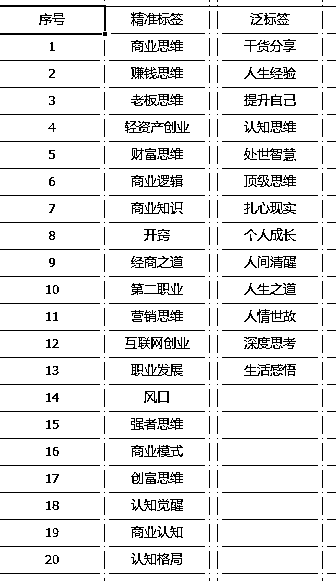 序号 精准标签 泛标签
1 商业思维 干货分享
2 赚钱思维 人生经验
3 老板思维 提升自己
4 轻资产创业 认知思维
5 财富思维 处世智慧
6 商业逻辑 顶级思维
7 商业知识 扎心现实
8 开窍 个人成长
9 经商之道 人间清醒
10 第二职业 人生之道
11 营销思维 人情世故
12 互联网创业 深度思考
13 职业发展 生活感悟
14 风口
15 强者思维
16 商业模式
17 创富思维
18 认知觉醒
19 商业认知
20 认知格局